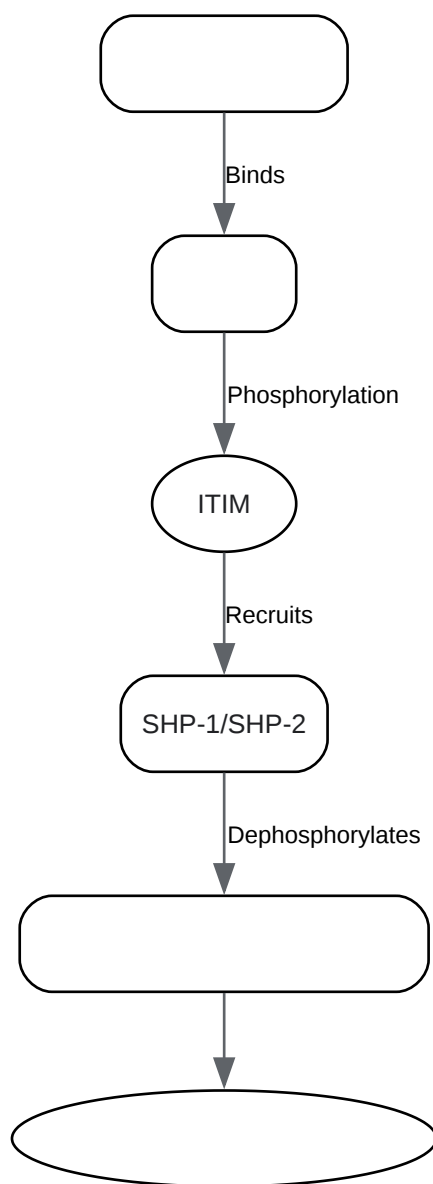 Binds
Phosphorylation
ITIM
Recruits
SHP-1/SHP-2
Dephosphorylates